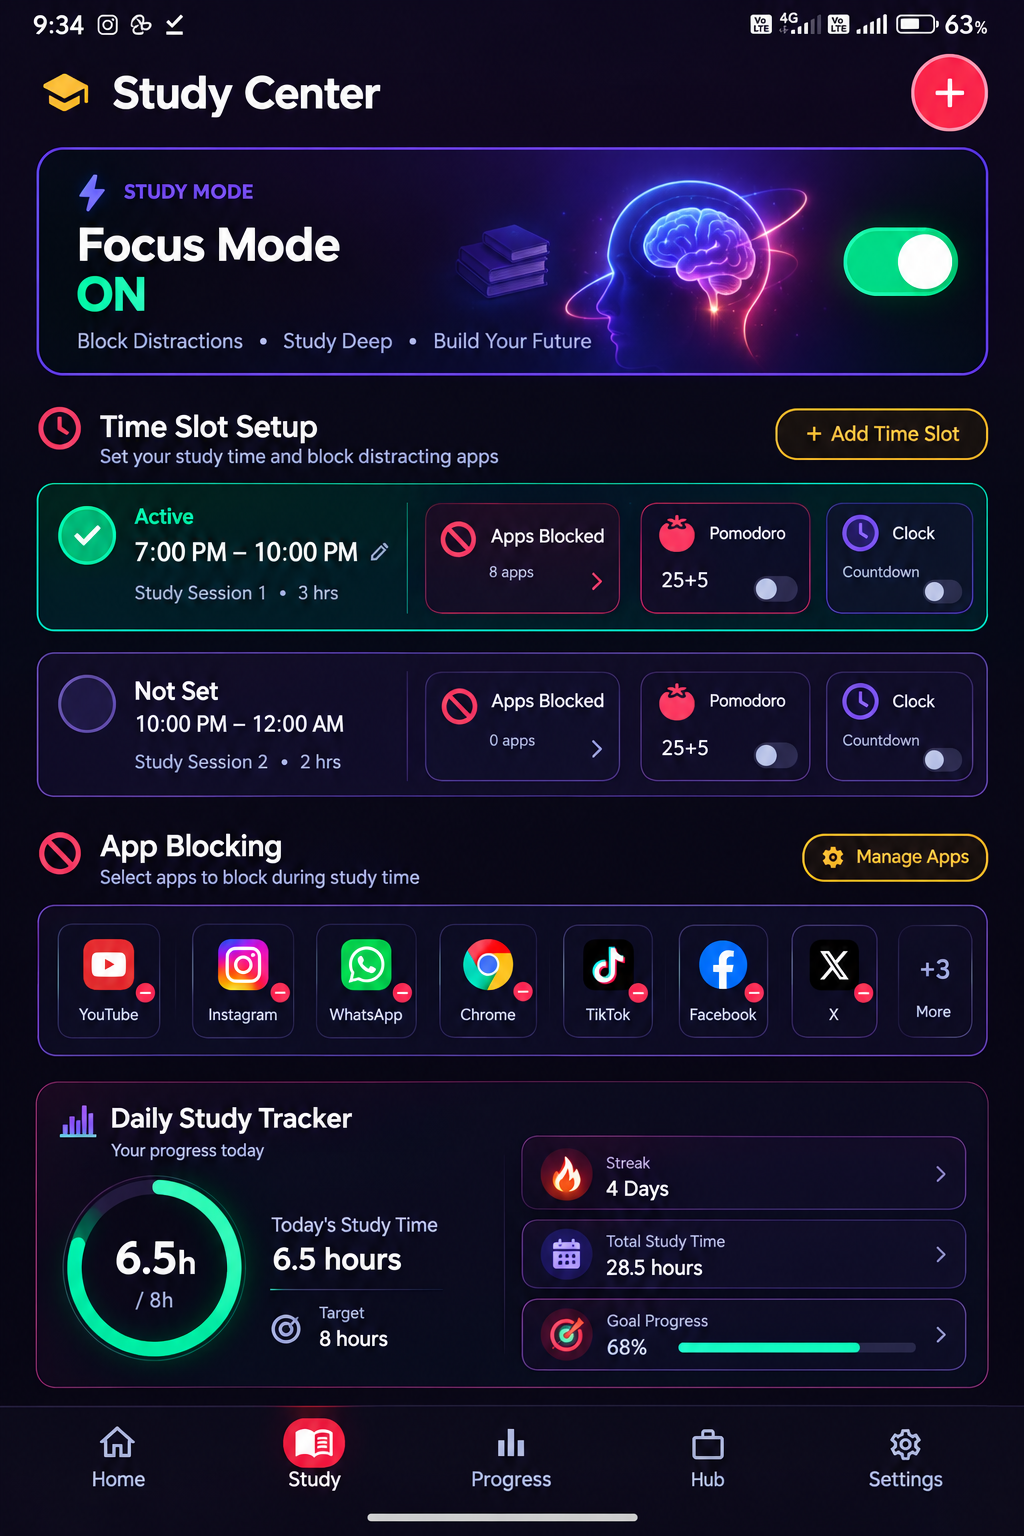 9:34
Vo LTE 4G Vo LTE 63%
Study Center
STUDY MODE
Focus Mode
ON
Block Distractions • Study Deep • Build Your Future
Time Slot Setup
Set your study time and block distracting apps
+ Add Time Slot
Active
7:00 PM – 10:00 PM
Study Session 1 • 3 hrs
Apps Blocked
8 apps
Pomodoro
25+5
Clock
Countdown
Not Set
10:00 PM – 12:00 AM
Study Session 2 • 2 hrs
Apps Blocked
0 apps
Pomodoro
25+5
Clock
Countdown
App Blocking
Select apps to block during study time
Manage Apps
YouTube
Instagram
WhatsApp
Chrome
TikTok
Facebook
X
+3
More
Daily Study Tracker
Your progress today
6.5h
/ 8h
Today's Study Time
6.5 hours
Target
8 hours
Streak
4 Days
Total Study Time
28.5 hours
Goal Progress
68%
Home
Study
Progress
Hub
Settings